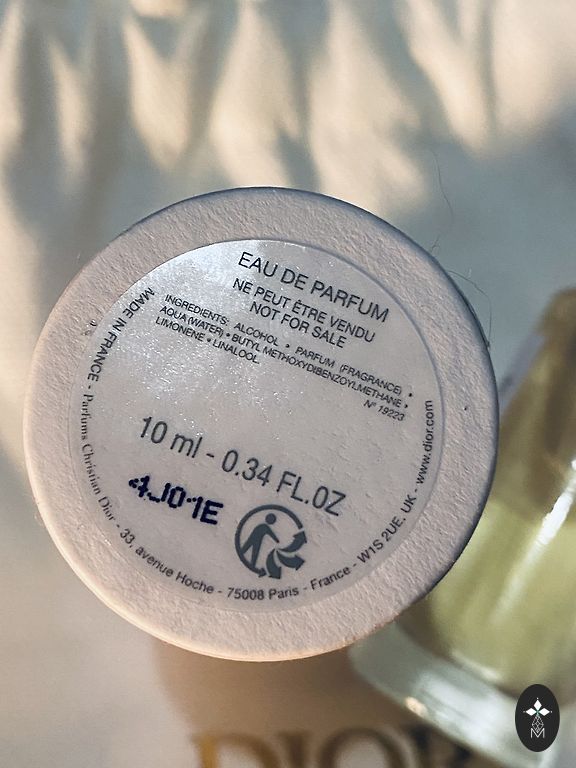 EAU DE PARFUM
NE PEUT ÊTRE VENDU
NOT FOR SALE
INGREDIENTS: ALCOHOL • PARFUM (FRAGRANCE) •
AQUA (WATER) • BUTYL METHOXYDIBENZOYLMETHANE •
LIMONENE • LINALOOL.
N° 19223
10 ml - 0.34 FL.OZ
4J01E
MADE IN FRANCE - Parfums Christian Dior - 33, avenue Hoche - 75008 Paris - France - W1S 2UE. UK - www.dior.com
DIOR
M